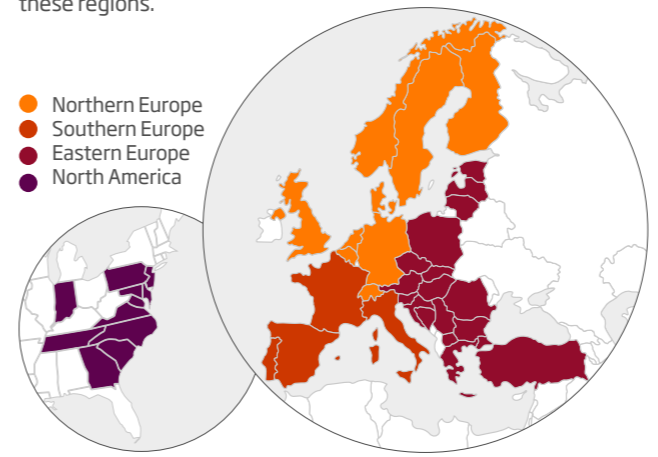 these regions.
Northern Europe
Southern Europe
Eastern Europe
North America